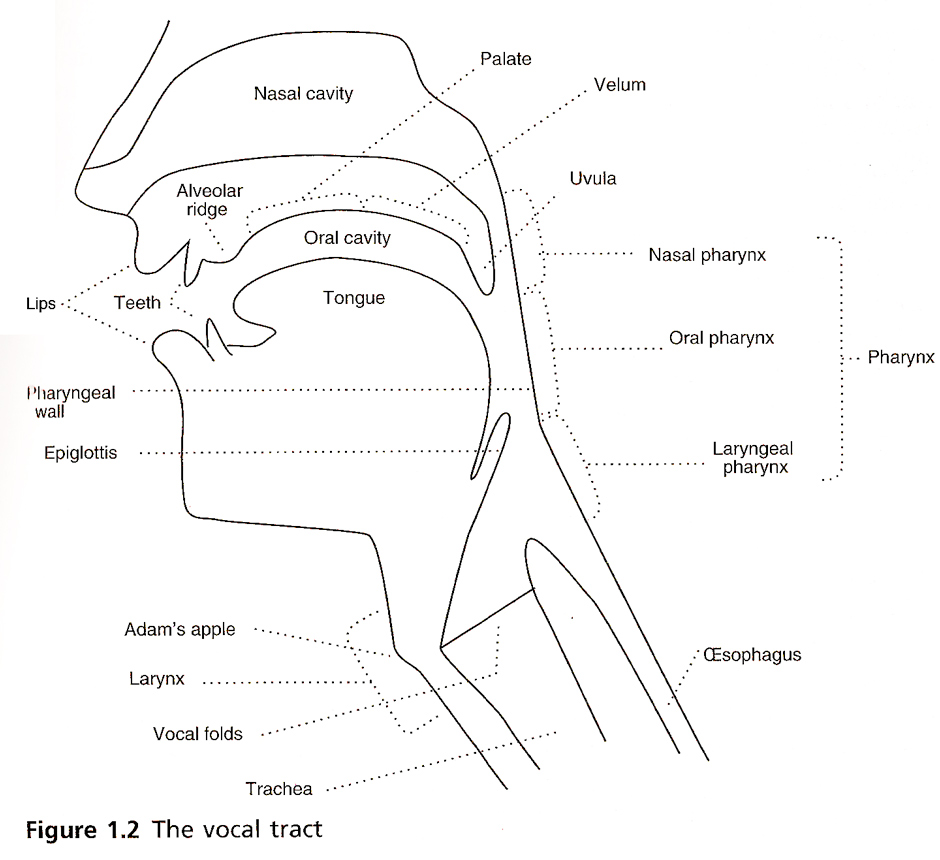 Palate
Velum
Nasal cavity
Uvula
Alveolar
ridge
Oral cavity
Nasal pharynx
Lips
Teeth
Tongue
Oral pharynx
Pharynx
Pharyngeal
wall
Epiglottis
Laryngeal
pharynx
Adam's apple
Œsophagus
Larynx
Vocal folds
Trachea
Figure 1.2 The vocal tract